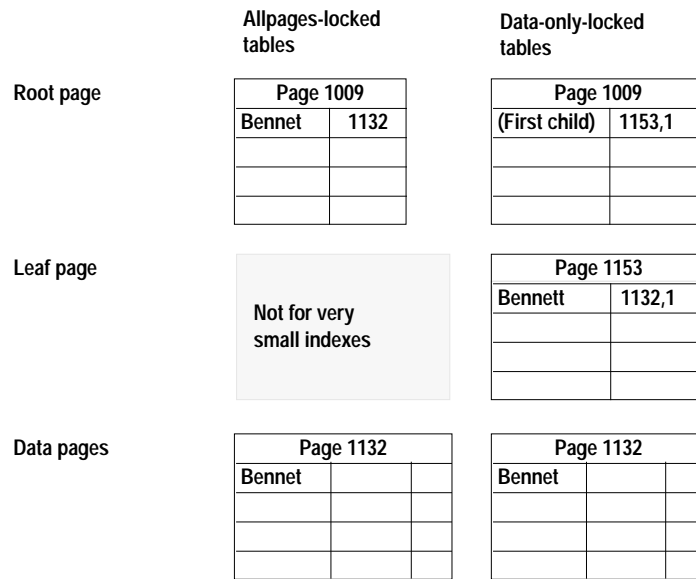 Allpages-locked
tables
Data-only-locked
tables
Root page
Page 1009
Bennet 1132
Page 1009
(First child) 1153,1
Leaf page
Not for very
small indexes
Page 1153
Bennett 1132,1
Data pages
Page 1132
Bennet
Page 1132
Bennet